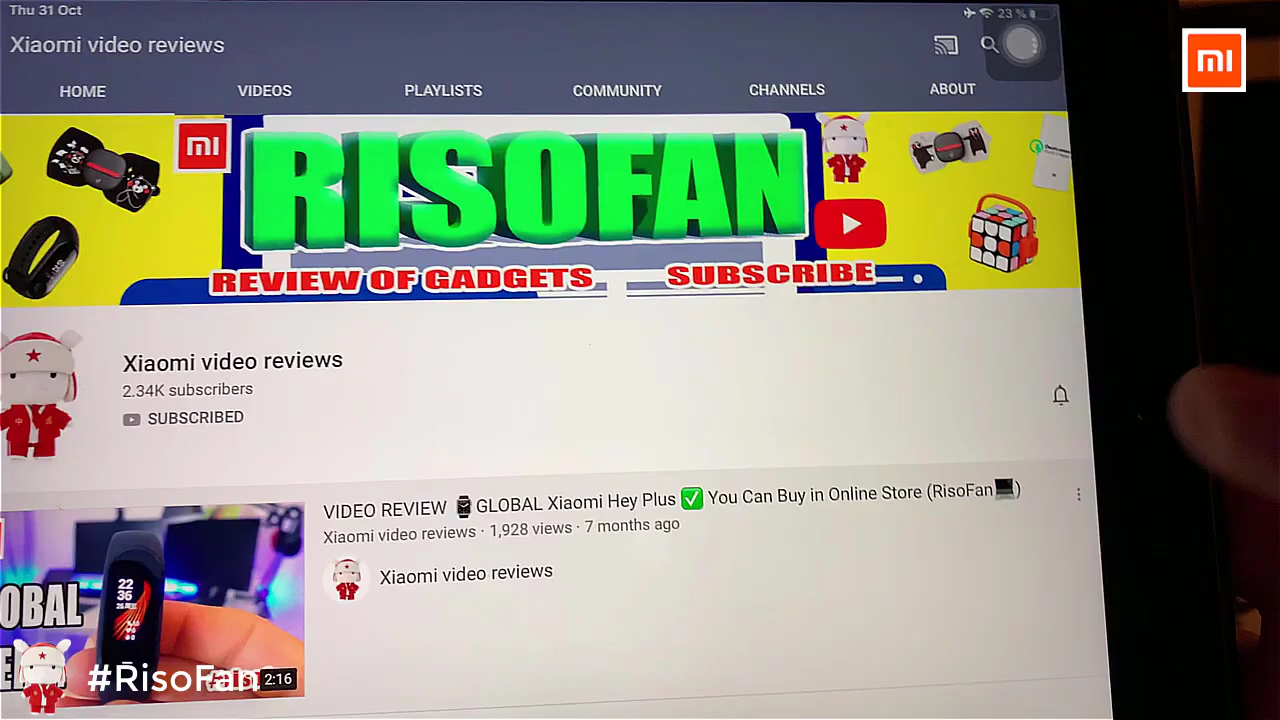 Thu 31 Oct
23 %
Xiaomi video reviews
HOME
VIDEOS
PLAYLISTS
COMMUNITY
CHANNELS
ABOUT
RISOFAN
REVIEW OF GADGETS
SUBSCRIBE
Xiaomi video reviews
2.34K subscribers
SUBSCRIBED
VIDEO REVIEW ⌚GLOBAL Xiaomi Hey Plus ✅ You Can Buy in Online Store (RisoFan💻)
Xiaomi video reviews · 1,928 views · 7 months ago
Xiaomi video reviews
22
36
OBAL
2:16
#RisoFan